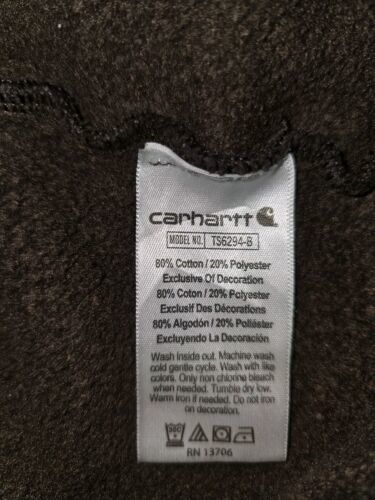 carhartt
MODEL NO. TS6294-B
80% Cotton / 20% Polyester
Exclusive Of Decoration
80% Coton / 20% Polyester
Exclusif Des Décorations
80% Algodón / 20% Poliéster
Excluyendo La Decoración
Wash inside out. Machine wash
cold gentle cycle. Wash with like
colors. Only non chlorine bleach
when needed. Tumble dry low.
Warm iron if needed. Do not iron
on decoration.
RN 13706